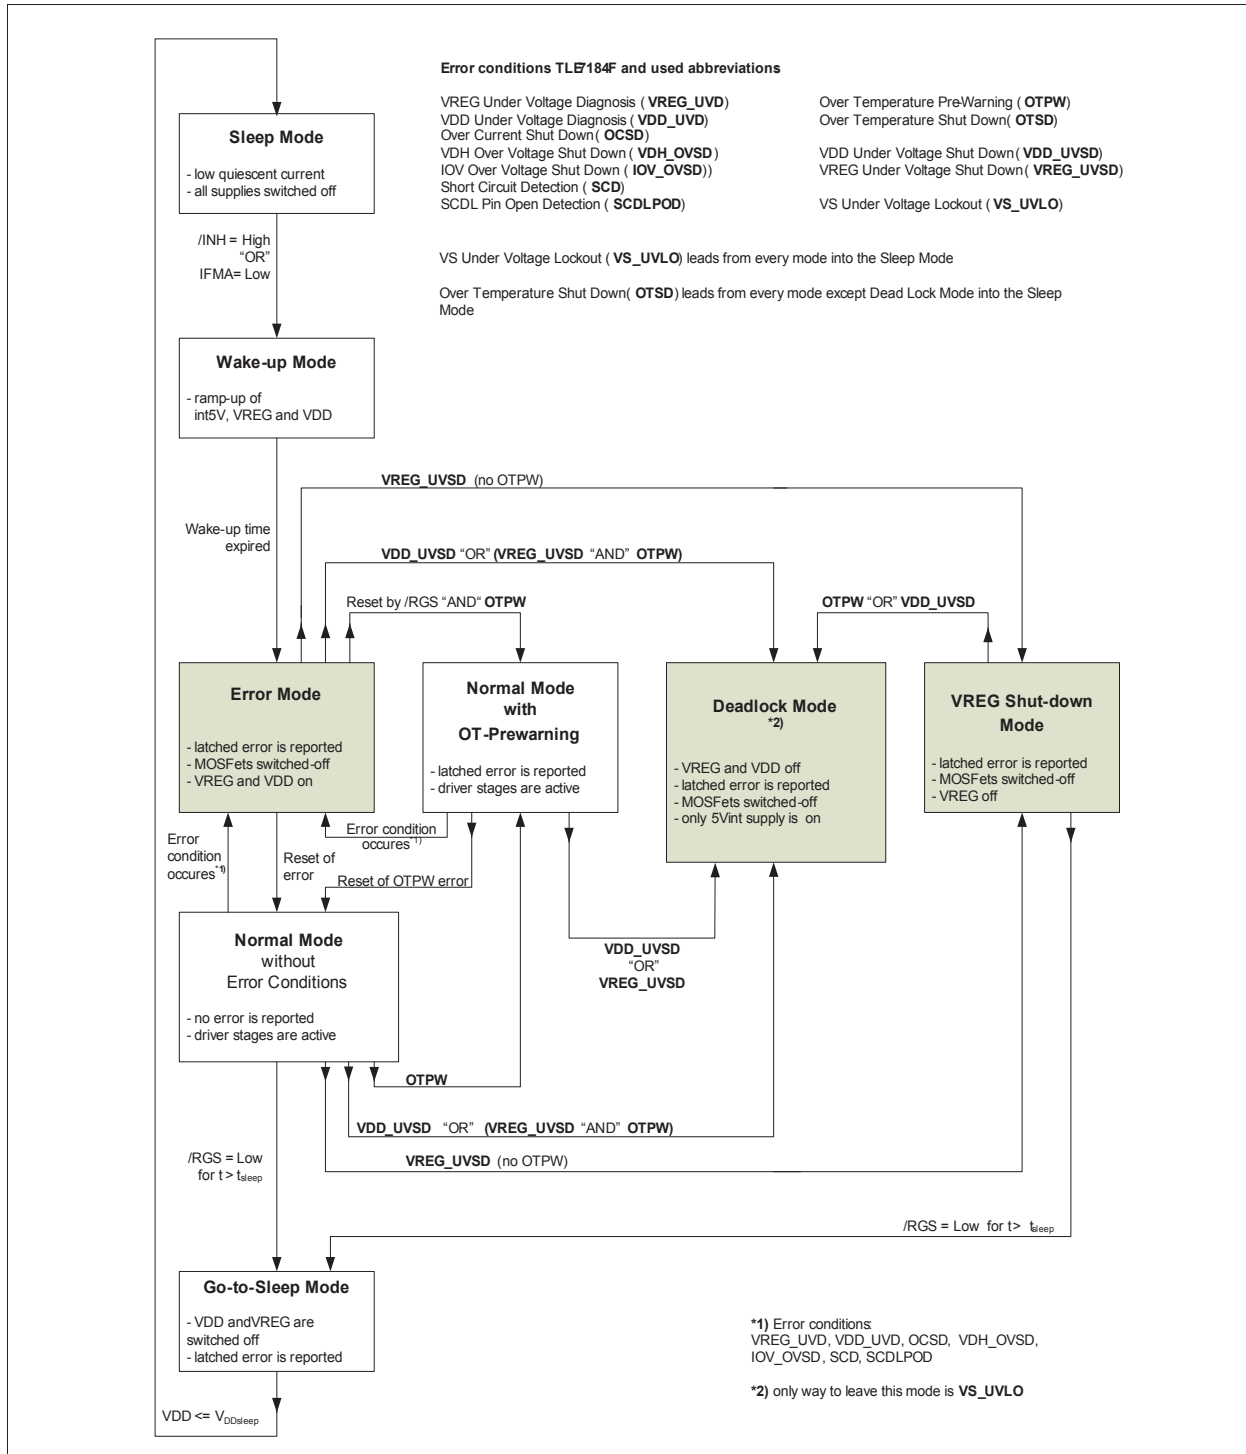 Error conditions TLE7184F and used abbreviations
VREG Under Voltage Diagnosis ( VREG_UVD)
VDD Under Voltage Diagnosis ( VDD_UVD)
Over Current Shut Down( OCSD)
VDH Over Voltage Shut Down ( VDH_OVSD)
IOV Over Voltage Shut Down ( IOV_OVSD))
Short Circuit Detection ( SCD)
SCDL Pin Open Detection ( SCDLPOD)
Over Temperature Pre-Warning ( OTPW)
Over Temperature Shut Down( OTSD)
VDD Under Voltage Shut Down( VDD_UVSD)
VREG Under Voltage Shut Down( VREG_UVSD)
VS Under Voltage Lockout ( VS_UVLO)
VS Under Voltage Lockout ( VS_UVLO) leads from every mode into the Sleep Mode
Over Temperature Shut Down( OTSD) leads from every mode except Dead Lock Mode into the Sleep
Mode
Sleep Mode
- low quiescent current
- all supplies switched off
/INH = High
“OR”
IFMA= Low
Wake-up Mode
- ramp-up of
int5V, VREG and VDD
Wake-up time
expired
VREG_UVSD (no OTPW)
VDD_UVSD “OR” (VREG_UVSD “AND” OTPW)
Reset by /RGS “AND“ OTPW
OTPW “OR” VDD_UVSD
Error Mode
- latched error is reported
- MOSFets switched-off
- VREG and VDD on
Normal Mode
with
OT-Prewarning
- latched error is reported
- driver stages are active
Deadlock Mode
*2)
- VREG and VDD off
- latched error is reported
- MOSFets switched-off
- only 5Vint supply is on
VREG Shut-down
Mode
- latched error is reported
- MOSFets switched-off
- VREG off
Error
condition
occures*1)
Reset of
error
Error condition
occures*1)
Reset of OTPW error
Normal Mode
without
Error Conditions
- no error is reported
- driver stages are active
VDD_UVSD
“OR”
VREG_UVSD
OTPW
VDD_UVSD “OR” (VREG_UVSD “AND” OTPW)
VREG_UVSD (no OTPW)
/RGS = Low
for t > tsleep
/RGS = Low for t> tsleep
Go-to-Sleep Mode
- VDD andVREG are
switched off
- latched error is reported
VDD <= VDDsleep
*1) Error conditions:
VREG_UVD, VDD_UVD, OCSD, VDH_OVSD,
IOV_OVSD, SCD, SCDLPOD
*2) only way to leave this mode is VS_UVLO